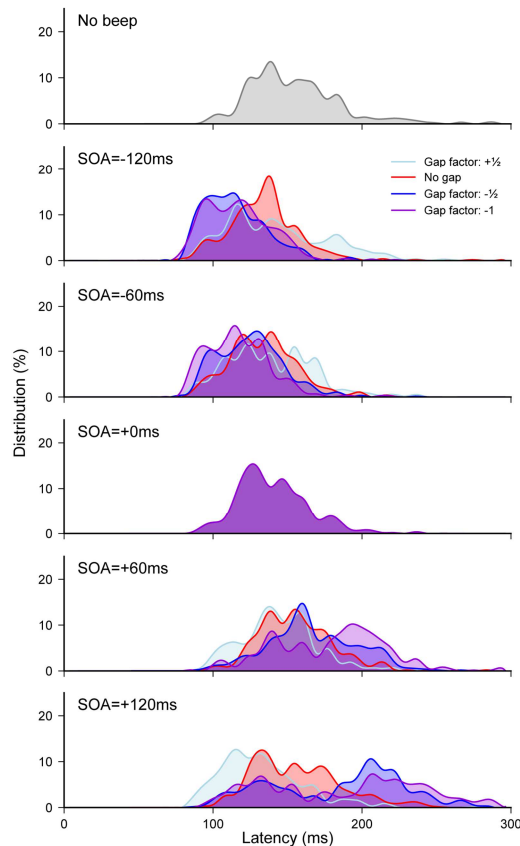 No beep
20
10
0
SOA=-120ms
Gap factor: +½
No gap
Gap factor: -½
Gap factor: -1
20
10
0
SOA=-60ms
20
10
0
Distribution (%)
SOA=+0ms
20
10
0
SOA=+60ms
20
10
0
SOA=+120ms
20
10
0
0 100 200 300
Latency (ms)